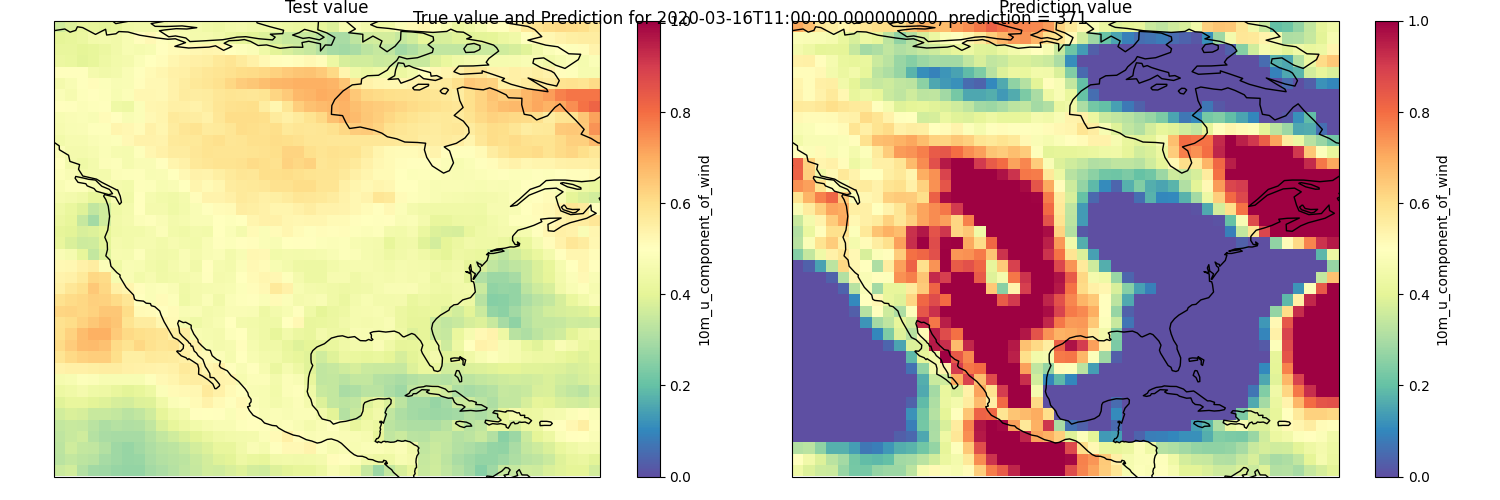 Test value
True value and Prediction for 2020-03-16T11:00:00.000000000, prediction = 371
Prediction value
1.0
0.8
0.6
0.4
0.2
0.0
10m_u_component_of_wind
1.0
0.8
0.6
0.4
0.2
0.0
10m_u_component_of_wind